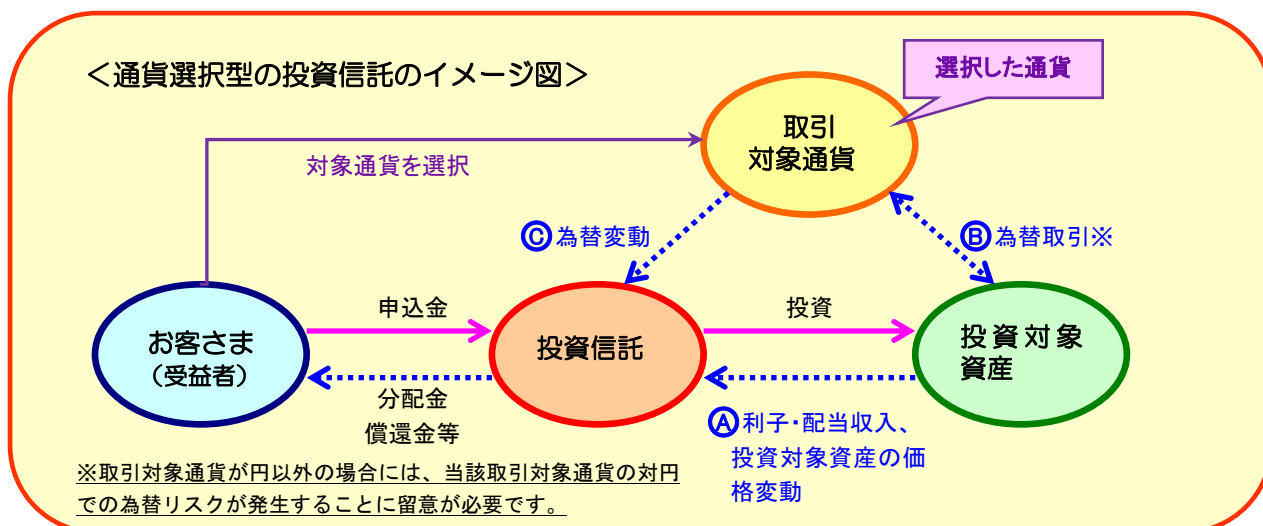 <通貨選択型の投資信託のイメージ図>
選択した通貨
取引
対象通貨
対象通貨を選択
Ⓒ為替変動
Ⓑ為替取引※
お客さま
(受益者)
申込金
投資信託
投資
投資対象
資産
分配金
償還金等
Ⓐ利子・配当収入、
投資対象資産の価
格変動
※取引対象通貨が円以外の場合には、当該取引対象通貨の対円
での為替リスクが発生することに留意が必要です。